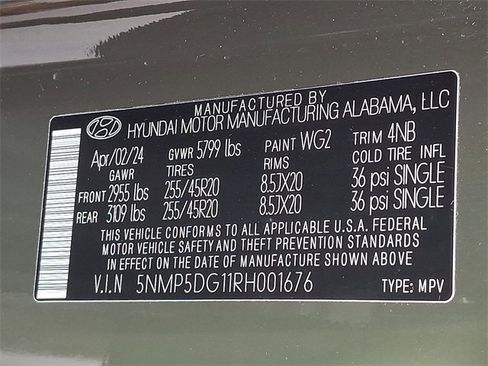 MANUFACTURED BY
HYUNDAI MOTOR MANUFACTURING ALABAMA, LLC
Apr/02/24 GVWR 5799 lbs PAINT WG2 TRIM 4NB
GAWR TIRES RIMS COLD TIRE INFL
FRONT 2955 lbs 255/45R20 8.5JX20 36 psi SINGLE
REAR 3109 lbs 255/45R20 8.5JX20 36 psi SINGLE
THIS VEHICLE CONFORMS TO ALL APPLICABLE U.S.A. FEDERAL
MOTOR VEHICLE SAFETY AND THEFT PREVENTION STANDARDS
IN EFFECT ON THE DATE OF MANUFACTURE SHOWN ABOVE
V.I.N 5NMP5DG11RH001676 TYPE: MPV